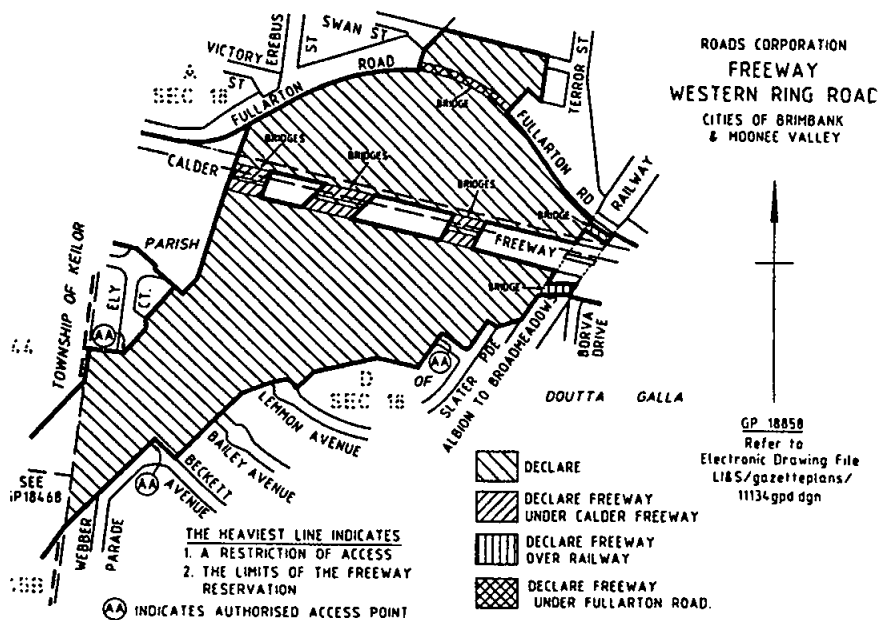 ROADS CORPORATION
FREEWAY
WESTERN RING ROAD
CITIES OF BRIMBANK
& MOONEE VALLEY
SWAN ST
EREBUS ST
VICTORY ST
TERROR ST
A
SEC 18
FULLARTON ROAD
BRIDGE
FULLARTON RD
RAILWAY
CALDER
BRIDGES
BRIDGES
BRIDGES
BRIDGE
FREEWAY
PARISH
TOWNSHIP OF KEILOR
ELY CT.
AA
BRIDGE
BORVA DRIVE
AA
OF
SLATER PDE
ALBION TO BROADMEADOWS
DOUTTA GALLA
D
SEC 18
LEMMON AVENUE
BAILEY AVENUE
BECKETT AVENUE
AA
SEE
GP18468
WEBBER PARADE
THE HEAVIEST LINE INDICATES
1. A RESTRICTION OF ACCESS
2. THE LIMITS OF THE FREEWAY
RESERVATION
AA INDICATES AUTHORISED ACCESS POINT
DECLARE
DECLARE FREEWAY
UNDER CALDER FREEWAY
DECLARE FREEWAY
OVER RAILWAY
DECLARE FREEWAY
UNDER FULLARTON ROAD.
GP 18858
Refer to
Electronic Drawing File
LI&S/gazetteplans/
11134gpd dgn